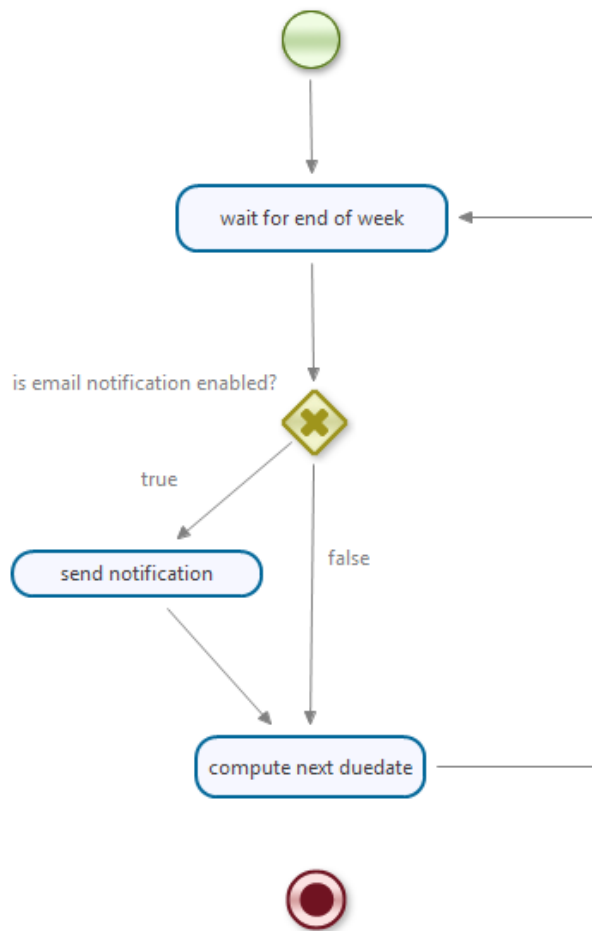 wait for end of week
is email notification enabled?
true
false
send notification
compute next duedate